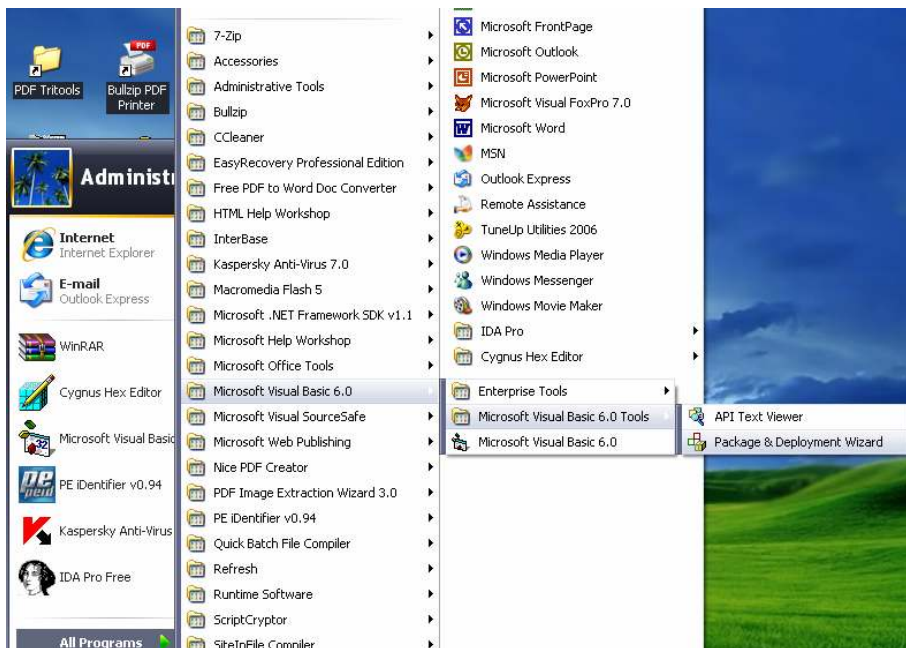 PDF Tritools
Bullzip PDF
Printer
Administr
Internet
Internet Explorer
E-mail
Outlook Express
WinRAR
Cygnus Hex Editor
Microsoft Visual Basic
PE iDentifier v0.94
Kaspersky Anti-Virus
IDA Pro Free
All Programs
7-Zip
Accessories
Administrative Tools
Bullzip
CCleaner
EasyRecovery Professional Edition
Free PDF to Word Doc Converter
HTML Help Workshop
InterBase
Kaspersky Anti-Virus 7.0
Macromedia Flash 5
Microsoft .NET Framework SDK v1.1
Microsoft Help Workshop
Microsoft Office Tools
Microsoft Visual Basic 6.0
Microsoft Visual SourceSafe
Microsoft Web Publishing
Nice PDF Creator
PDF Image Extraction Wizard 3.0
PE iDentifier v0.94
Quick Batch File Compiler
Refresh
Runtime Software
ScriptCryptor
SiteInFile Compiler
Microsoft FrontPage
Microsoft Outlook
Microsoft PowerPoint
Microsoft Visual FoxPro 7.0
Microsoft Word
MSN
Outlook Express
Remote Assistance
TuneUp Utilities 2006
Windows Media Player
Windows Messenger
Windows Movie Maker
IDA Pro
Cygnus Hex Editor
Enterprise Tools
Microsoft Visual Basic 6.0 Tools
Microsoft Visual Basic 6.0
API Text Viewer
Package & Deployment Wizard